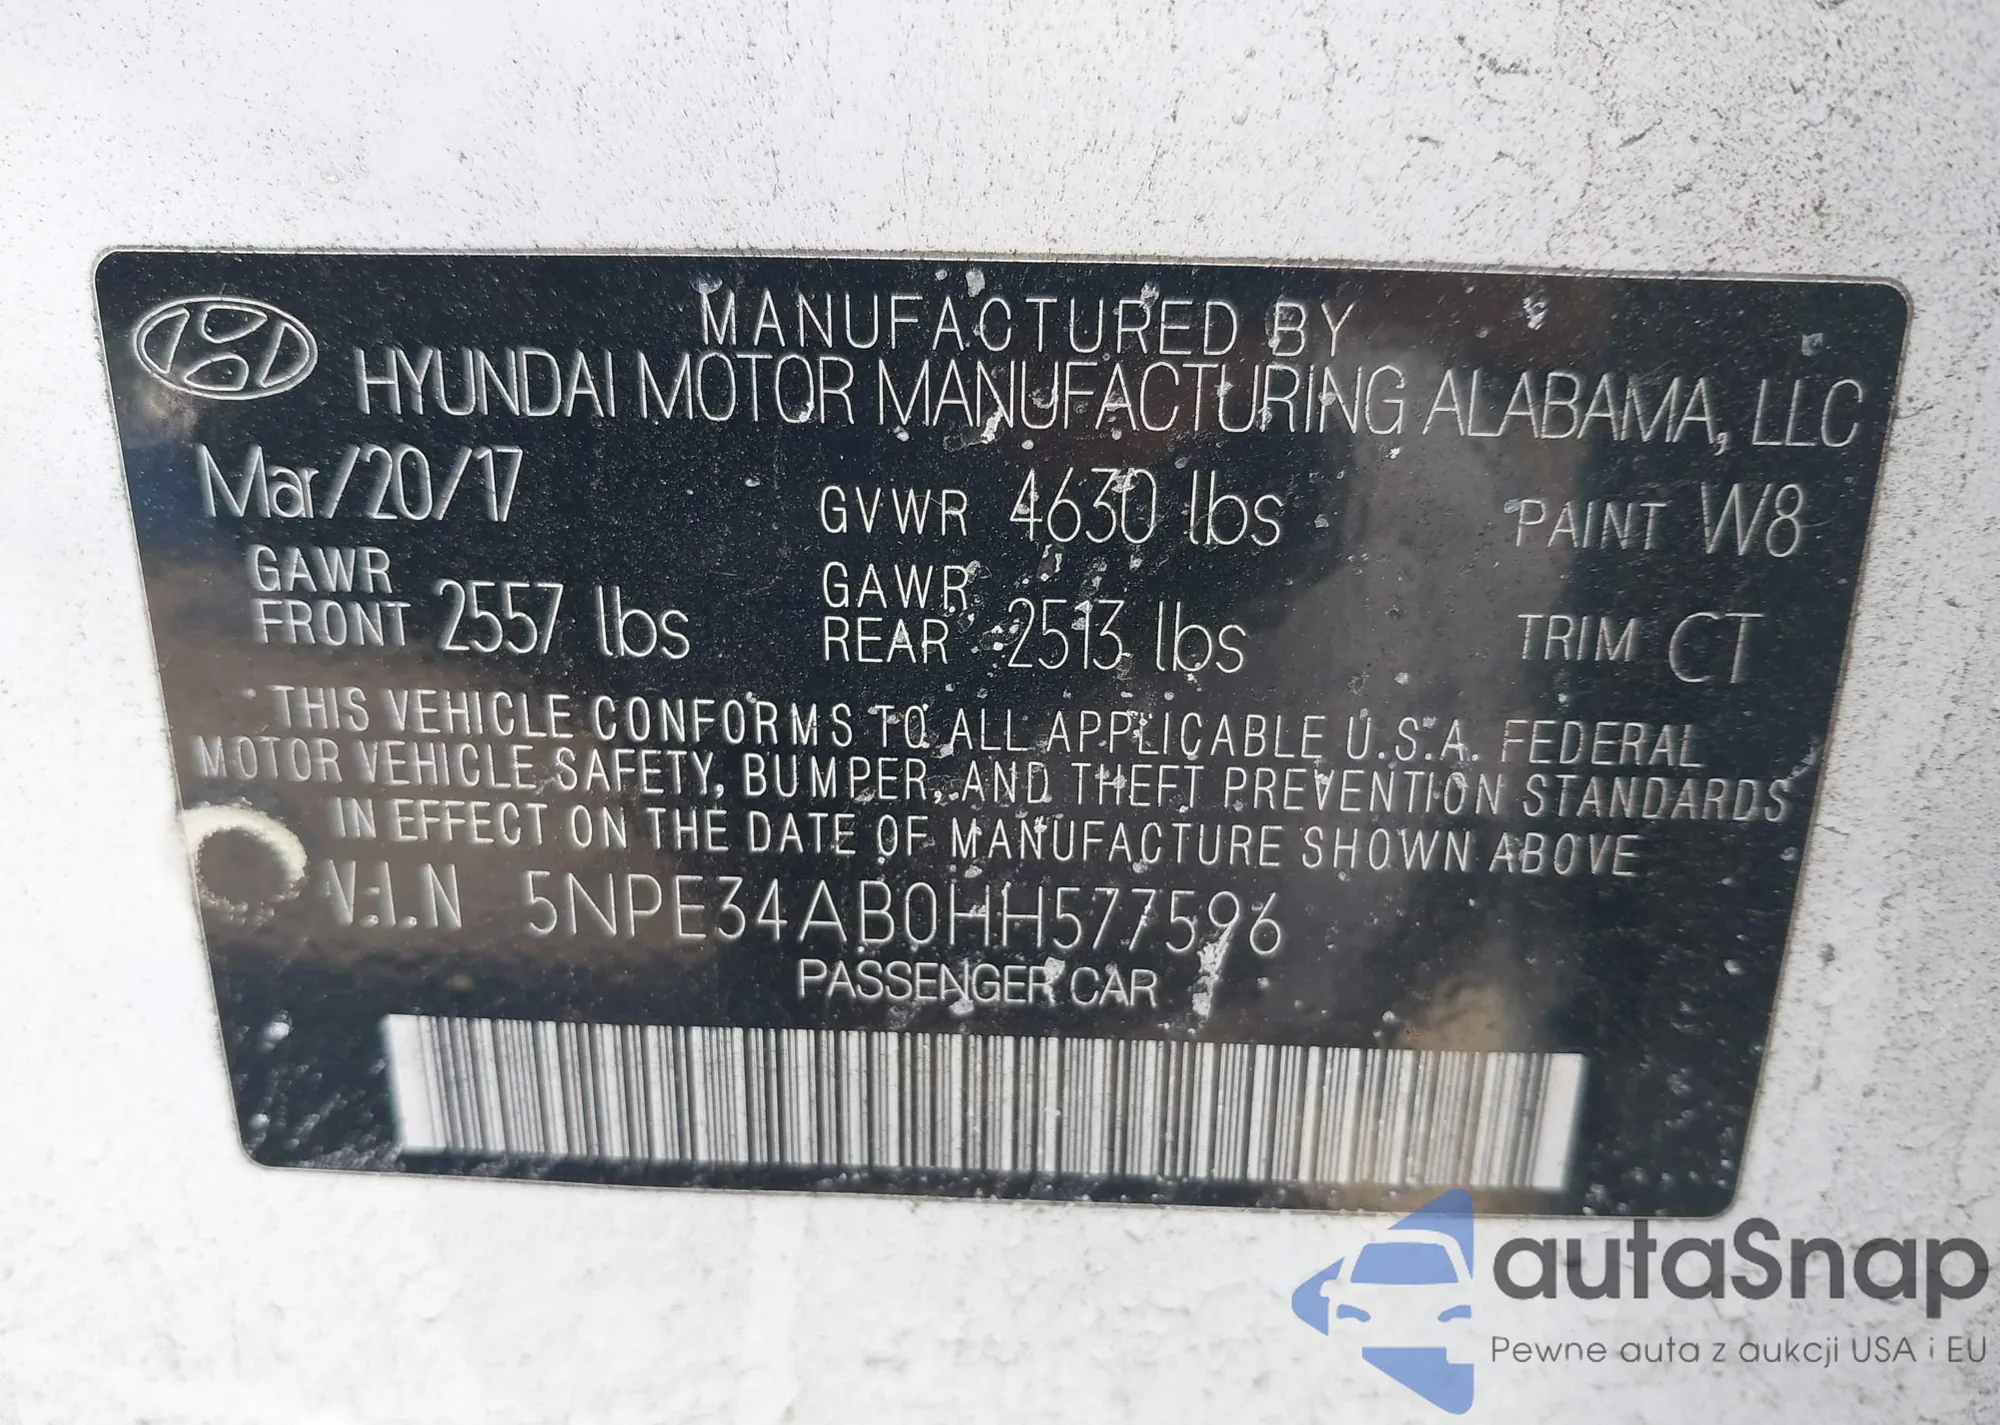 MANUFACTURED BY
HYUNDAI MOTOR MANUFACTURING ALABAMA, LLC
Mar/20/17 GVWR 4630 lbs PAINT W8
GAWR FRONT 2557 lbs GAWR REAR 2513 lbs TRIM CT
THIS VEHICLE CONFORMS TO ALL APPLICABLE U.S.A. FEDERAL
MOTOR VEHICLE SAFETY, BUMPER, AND THEFT PREVENTION STANDARDS
IN EFFECT ON THE DATE OF MANUFACTURE SHOWN ABOVE
V.I.N 5NPE34AB0HH577596
PASSENGER CAR
autaSnap
Pewne auta z aukcji USA i EU